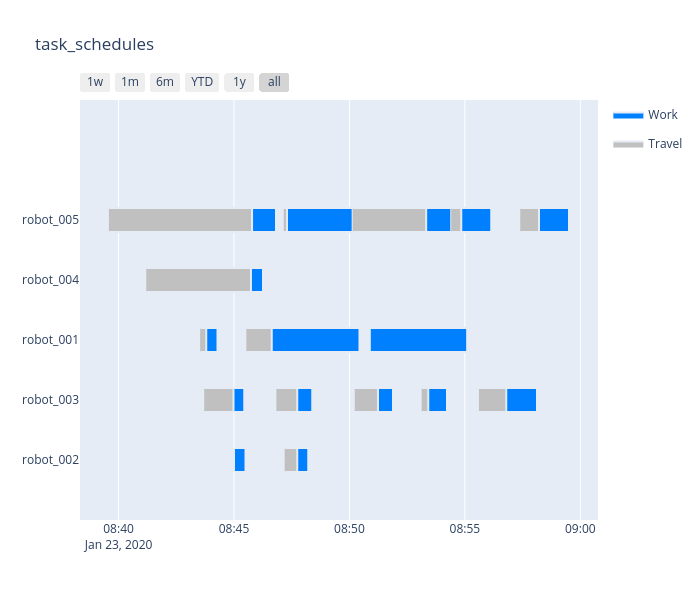 task_schedules
1w 1m 6m YTD 1y all
Work
Travel
robot_005
robot_004
robot_001
robot_003
robot_002
08:40 08:45 08:50 08:55 09:00
Jan 23, 2020